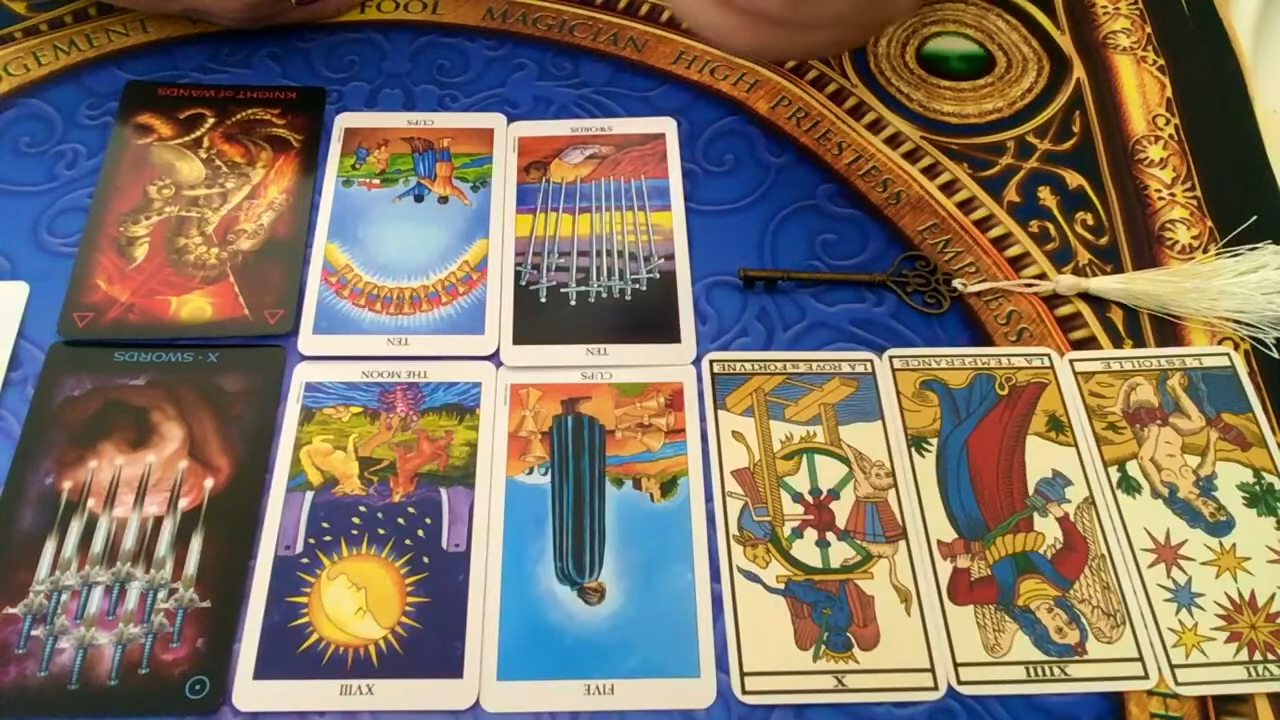 JUDGEMENT
FOOL
MAGICIAN
HIGH PRIESTESS
EMPRESS
KNIGHT of WANDS
CUPS
TEN
SWORDS
TEN
X · SWORDS
THE MOON
XVIII
CUPS
FIVE
LA·ROVE·DE·FORTVNE
X
LA·TEMPERANCE
XIIII
L'ESTOILLE